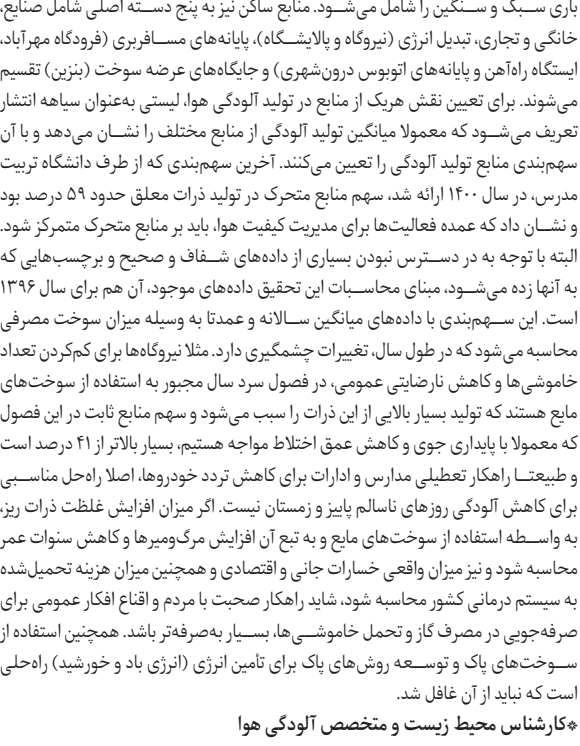 باری سبک و سنگین را شامل می‌شود. منابع ساکن نیز به پنج دسته اصلی شامل صنایع،
خانگی و تجاری، تبدیل انرژی (نیروگاه و پالایشگاه)، پایانه‌های مسافربری (فرودگاه مهرآباد،
ایستگاه راه‌آهن و پایانه‌های اتوبوس درون‌شهری) و جایگاه‌های عرضه سوخت (بنزین) تقسیم
می‌شوند. برای تعیین نقش هریک از منابع در تولید آلودگی هوا، لیستی به‌عنوان سیاهه انتشار
تعریف می‌شود که معمولا میانگین تولید آلودگی از منابع مختلف را نشان می‌دهد و با آن
سهم‌بندی منابع تولید آلودگی را تعیین می‌کنند. آخرین سهم‌بندی که از طرف دانشگاه تربیت
مدرس، در سال ۱۴۰۰ ارائه شد، سهم منابع متحرک در تولید ذرات معلق حدود ۵۹ درصد بود
و نشان داد که عمده فعالیت‌ها برای مدیریت کیفیت هوا، باید بر منابع متحرک متمرکز شود.
البته با توجه به در دسترس نبودن بسیاری از داده‌های شفاف و صحیح و برچسب‌هایی که
به آنها زده می‌شود، مبنای محاسبات این تحقیق داده‌های موجود، آن هم برای سال ۱۳۹۶
است. این سهم‌بندی با داده‌های میانگین سالانه و عمدتا به وسیله میزان سوخت مصرفی
محاسبه می‌شود که در طول سال، تغییرات چشمگیری دارد. مثلا نیروگاه‌ها برای کم‌کردن تعداد
خاموشی‌ها و کاهش نارضایتی عمومی، در فصول سرد سال مجبور به استفاده از سوخت‌های
مایع هستند که تولید بسیار بالایی از این ذرات را سبب می‌شود و سهم منابع ثابت در این فصول
که معمولا با پایداری جوی و کاهش عمق اختلاط مواجه هستیم، بسیار بالاتر از ۴۱ درصد است
و طبیعتا راهکار تعطیلی مدارس و ادارات برای کاهش تردد خودروها، اصلا راه‌حل مناسبی
برای کاهش آلودگی روزهای ناسالم پاییز و زمستان نیست. اگر میزان افزایش غلظت ذرات ریز،
به واسطه استفاده از سوخت‌های مایع و به تبع آن افزایش مرگ‌ومیرها و کاهش سنوات عمر
محاسبه شود و نیز میزان واقعی خسارات جانی و اقتصادی و همچنین میزان هزینه تحمیل‌شده
به سیستم درمانی کشور محاسبه شود، شاید راهکار صحبت با مردم و اقناع افکار عمومی برای
صرفه‌جویی در مصرف گاز و تحمل خاموشی‌ها، بسیار به‌صرفه‌تر باشد. همچنین استفاده از
سوخت‌های پاک و توسعه روش‌های پاک برای تأمین انرژی (انرژی باد و خورشید) راه‌حلی
است که نباید از آن غافل شد.
*کارشناس محیط زیست و متخصص آلودگی هوا